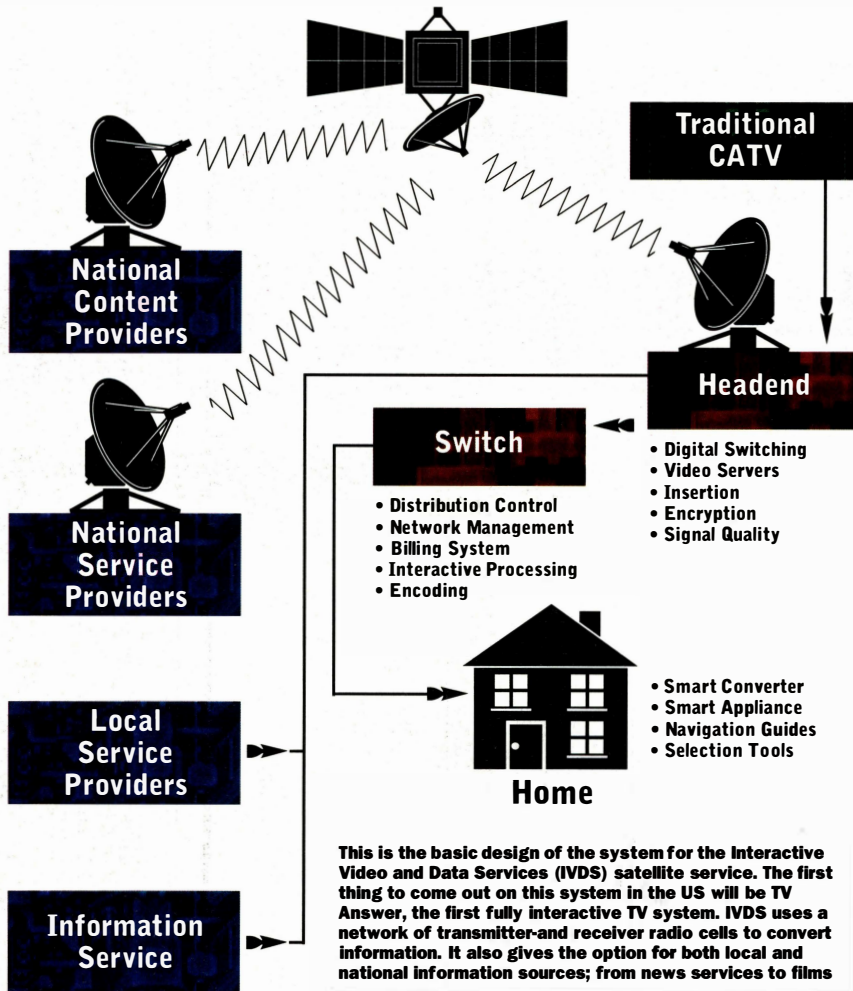 Traditional
CATV
National
Content
Providers
Headend
• Digital Switching
• Video Servers
• Insertion
• Encryption
• Signal Quality
Switch
• Distribution Control
• Network Management
• Billing System
• Interactive Processing
• Encoding
National
Service
Providers
• Smart Converter
• Smart Appliance
• Navigation Guides
• Selection Tools
Home
Local
Service
Providers
Information
Service
This is the basic design of the system for the Interactive
Video and Data Services (IVDS) satellite service. The first
thing to come out on this system in the US will be TV
Answer, the first fully interactive TV system. IVDS uses a
network of transmitter-and receiver radio cells to convert
information. It also gives the option for both local and
national information sources; from news services to films